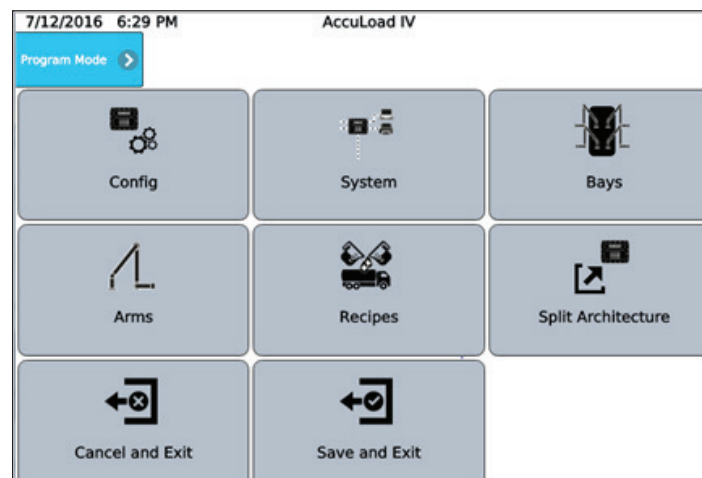 7/12/2016 6:29 PM AccuLoad IV
Program Mode
Config System Bays
Arms Recipes Split Architecture
Cancel and Exit Save and Exit